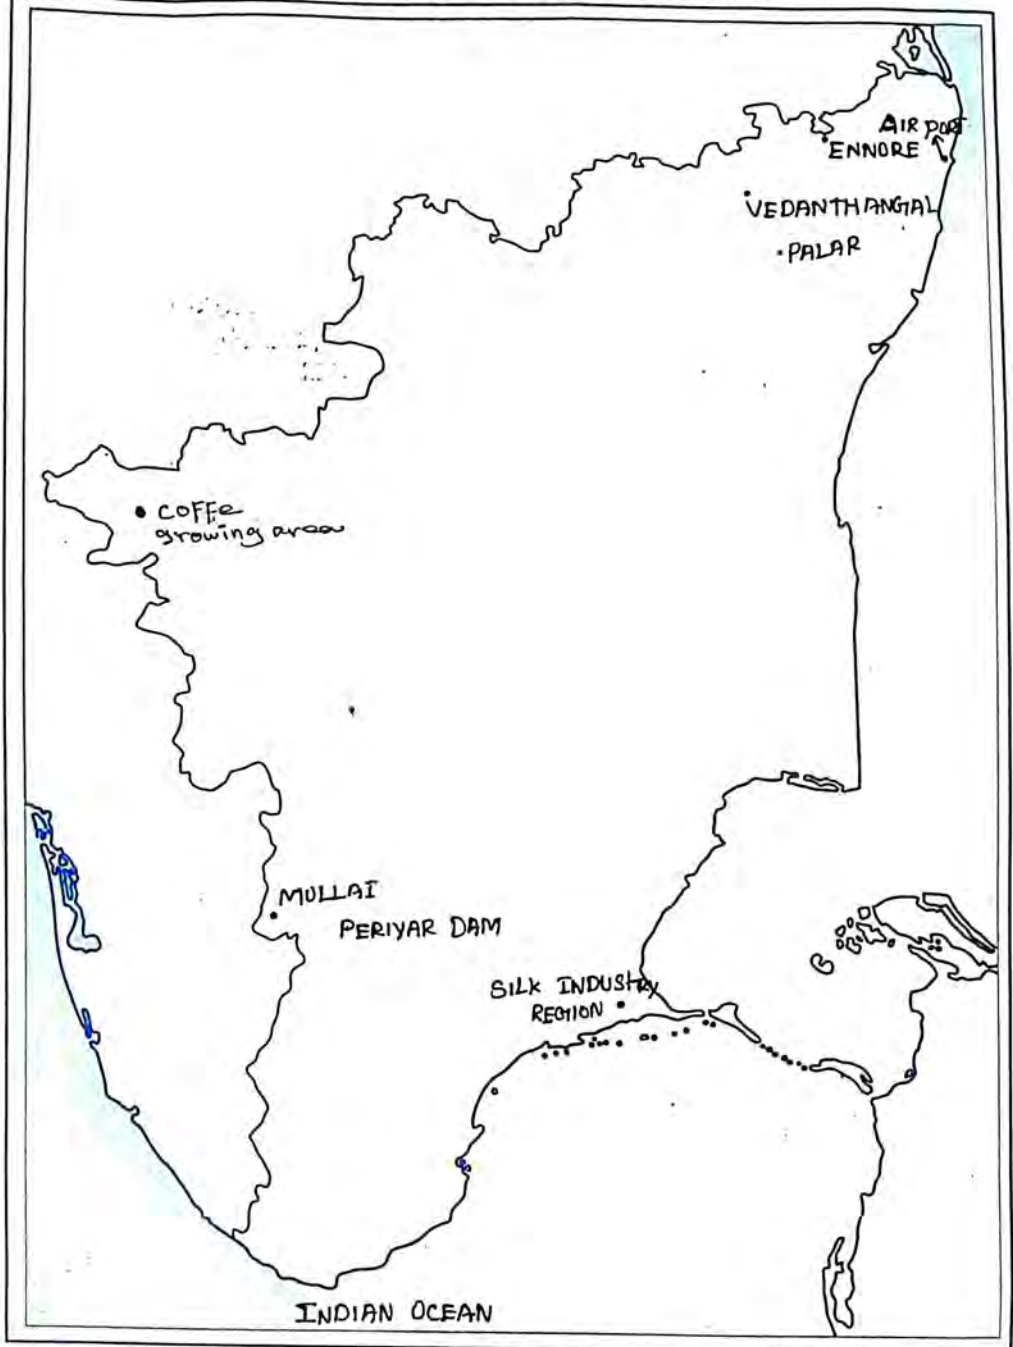 AIR PORT
ENNORE
VEDANTHANGAL
PALAR
COFFe
growing area
MULLAI
PERIYAR DAM
SILK INDUSTRY
REGION
INDIAN OCEAN